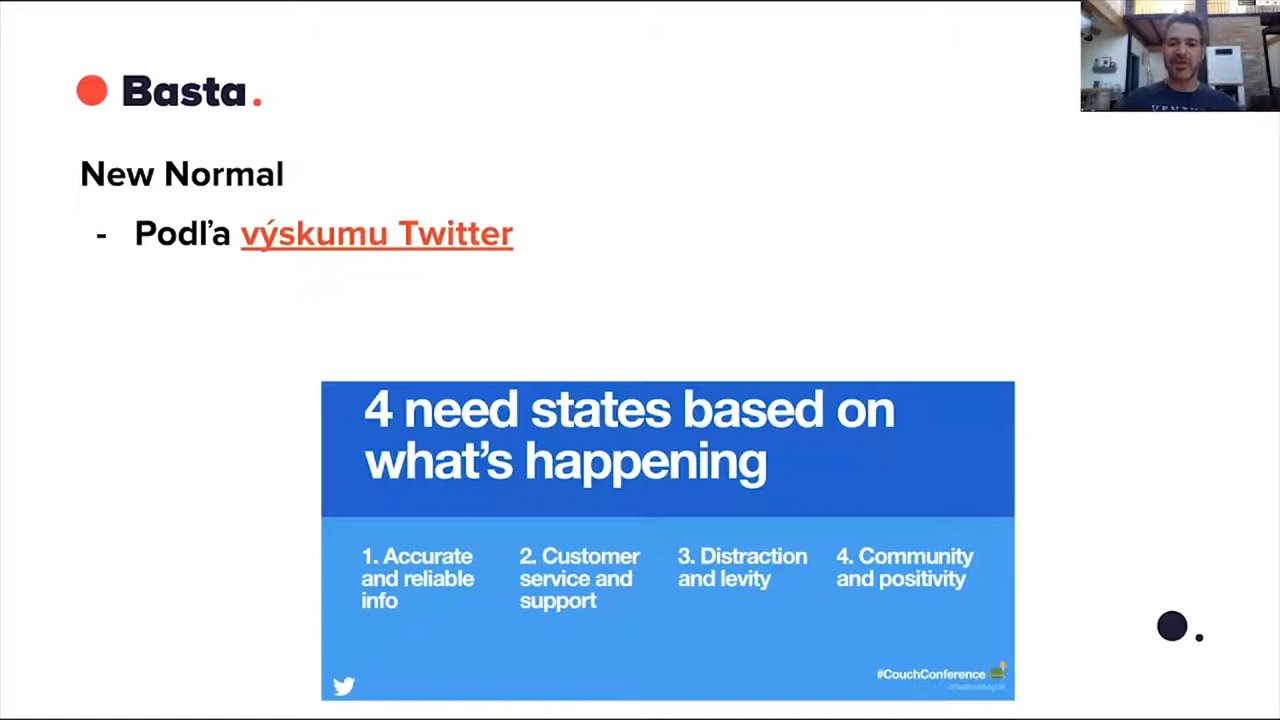 Basta.
New Normal
- Podľa výskumu Twitter
4 need states based on
what's happening
1. Accurate
and reliable
info
2. Customer
service and
support
3. Distraction
and levity
4. Community
and positivity
#CouchConference